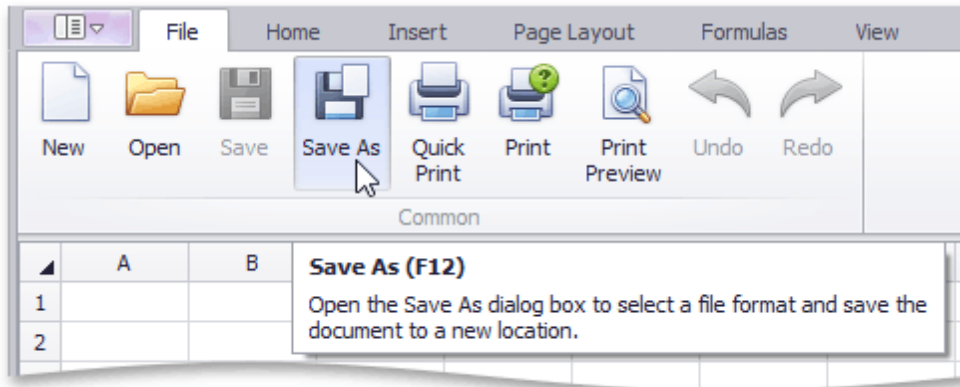 File Home Insert Page Layout Formulas View
New Open Save Save As Quick Print Print Print Preview Undo Redo
Common
A B
Save As (F12)
1
Open the Save As dialog box to select a file format and save the
document to a new location.
2